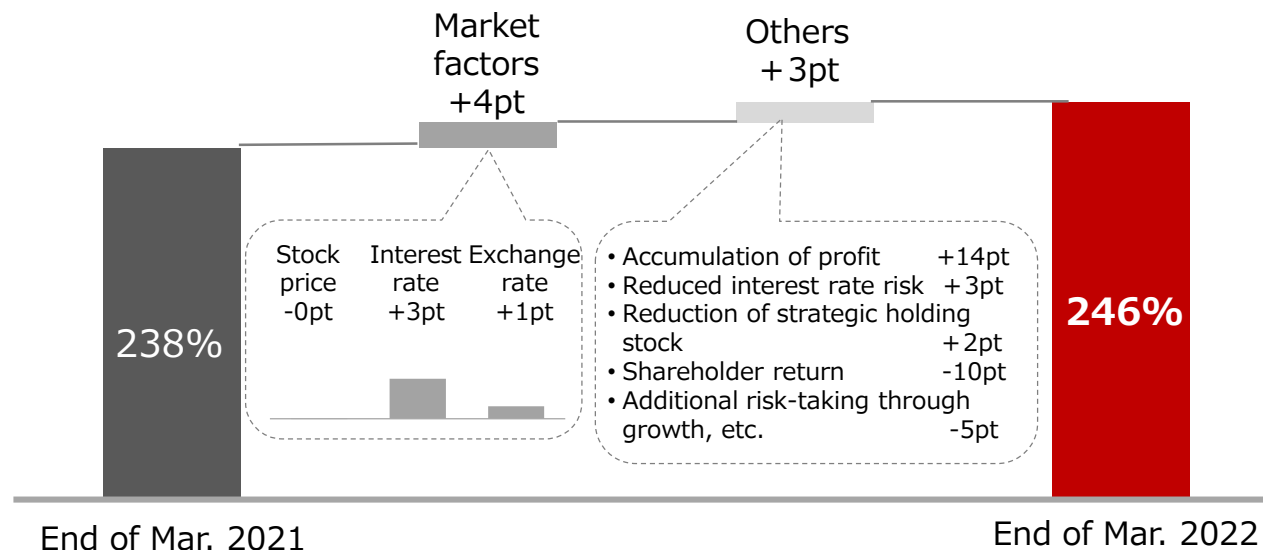 Market
factors
+4pt
Others
+3pt
238%
Stock
price
-0pt
Interest
rate
+3pt
Exchange
rate
+1pt
• Accumulation of profit +14pt
• Reduced interest rate risk +3pt
• Reduction of strategic holding
stock +2pt
• Shareholder return -10pt
• Additional risk-taking through
growth, etc. -5pt
246%
End of Mar. 2021
End of Mar. 2022